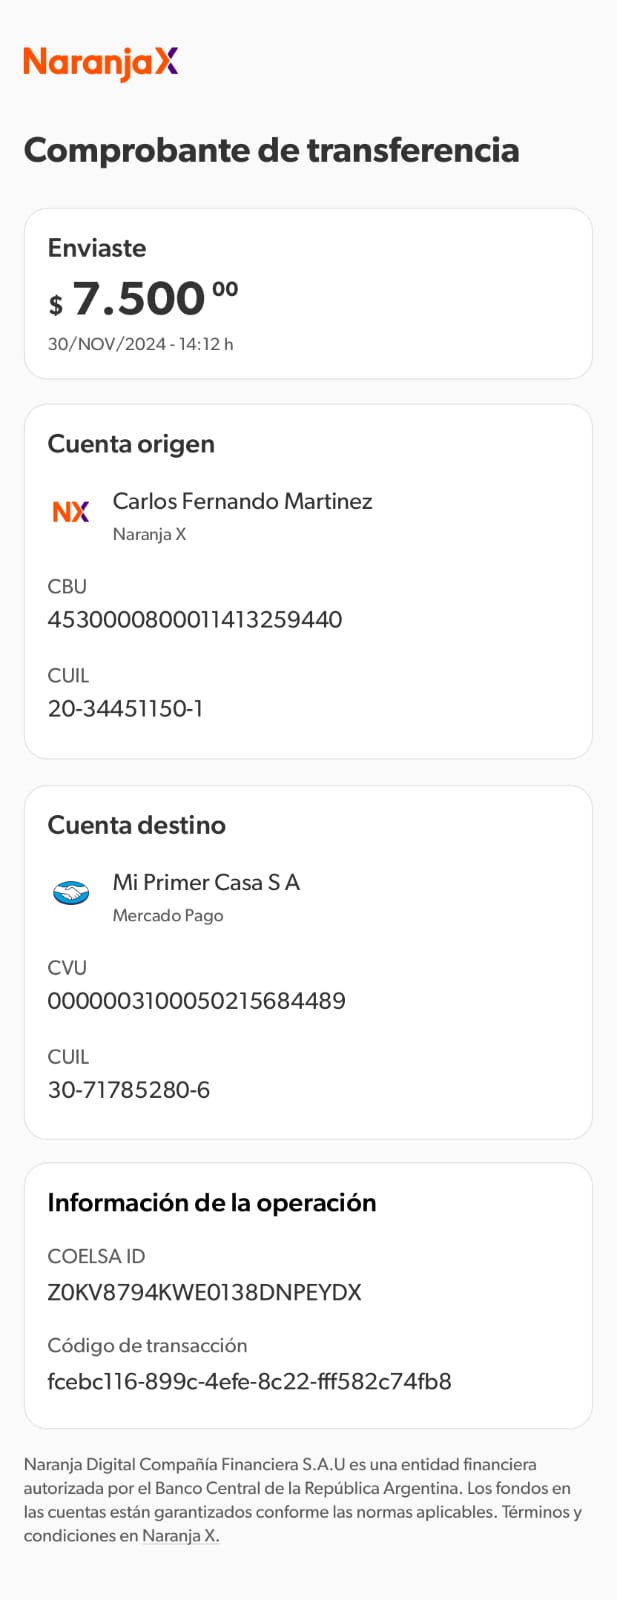 NaranjaX
Comprobante de transferencia
Enviaste
$ 7.500 00
30/NOV/2024 - 14:12 h
Cuenta origen
NX
Carlos Fernando Martinez
Naranja X
CBU
4530000800011413259440
CUIL
20-34451150-1
Cuenta destino
Mi Primer Casa S A
Mercado Pago
CVU
0000003100050215684489
CUIL
30-71785280-6
Información de la operación
COELSA ID
Z0KV8794KWE0138DNPEYDX
Código de transacción
fcebc116-899c-4efe-8c22-fff582c74fb8
Naranja Digital Compañía Financiera S.A.U es una entidad financiera
autorizada por el Banco Central de la República Argentina. Los fondos en
las cuentas están garantizados conforme las normas aplicables. Términos y
condiciones en Naranja X.